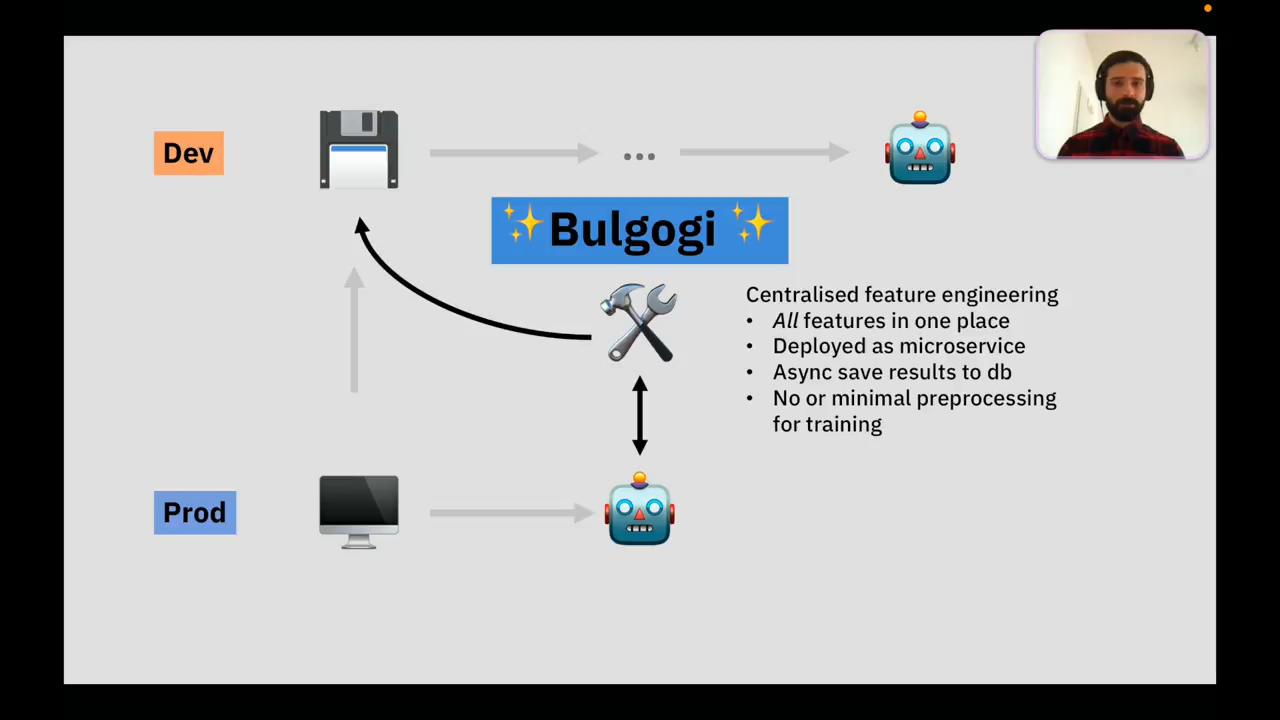 Dev
...
✨Bulgogi ✨
Centralised feature engineering
• All features in one place
• Deployed as microservice
• Async save results to db
• No or minimal preprocessing
for training
Prod